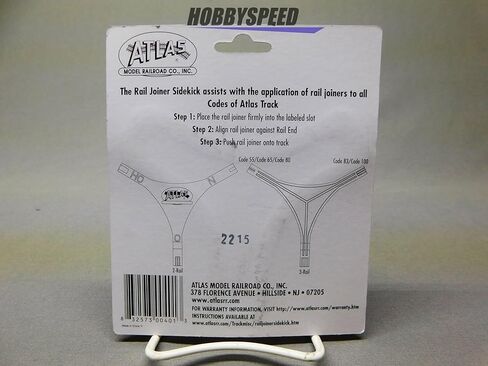 HOBBYSPEED
ATLAS
MODEL RAILROAD CO., INC.
The Rail Joiner Sidekick assists with the application of rail joiners to all
Codes of Atlas Track
Step 1: Place the rail joiner firmly into the labeled slot
Step 2: Align rail joiner against Rail End
Step 3: Push rail joiner onto track
Code 55/Code 65/Code 80
Code 83/Code 100
HO
N
ATLAS
O
2215
2-Rail
3-Rail
ATLAS MODEL RAILROAD CO., INC.
378 FLORENCE AVENUE • HILLSIDE • NJ • 07205
www.atlasrr.com
FOR WARRANTY INFORMATION, VISIT http://www.atlasrr.com/warranty.htm
INSTRUCTIONS AVAILABLE AT
www.atlasrr.com/Trackmisc/railjoinersidekick.htm
8 32573 00401 3